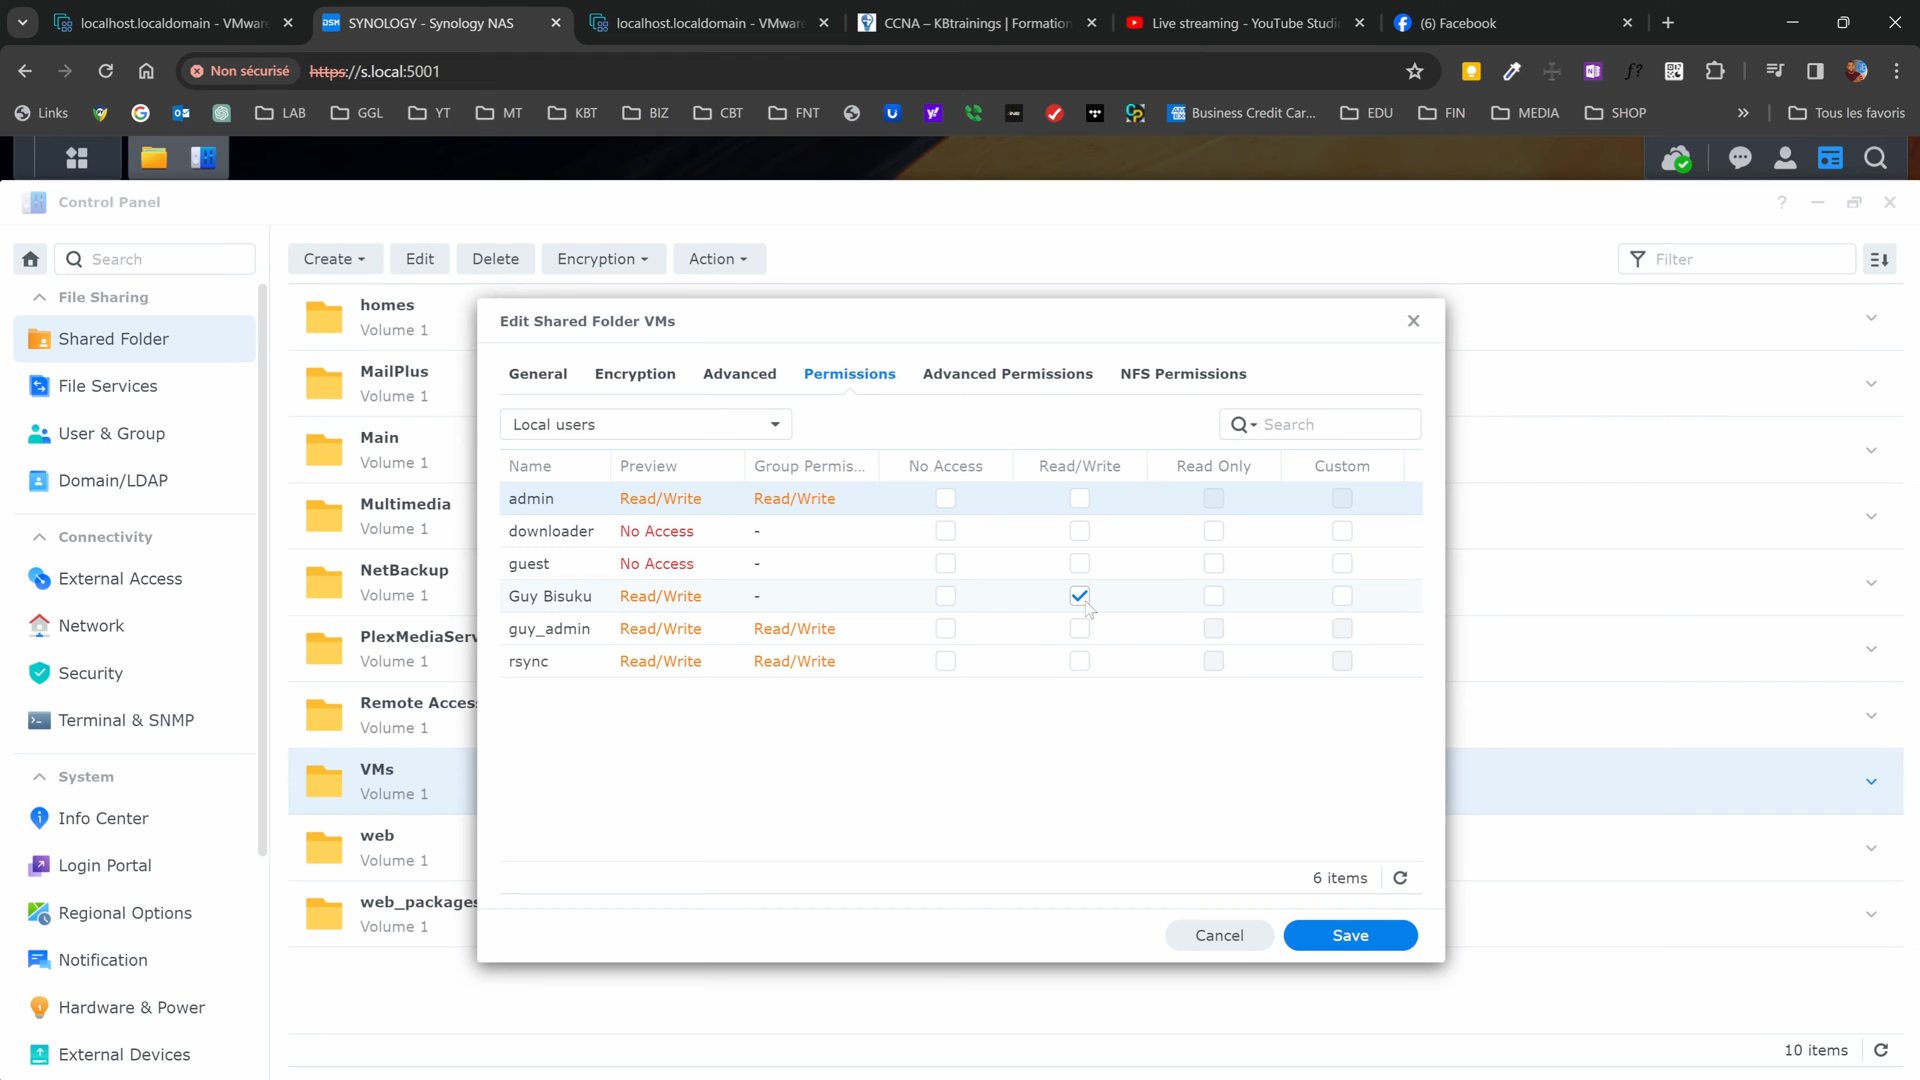 localhost.localdomain - VMwar
SYNOLOGY - Synology NAS
localhost.localdomain - VMwar
CCNA – KBtrainings | Formation
Live streaming - YouTube Studi
(6) Facebook
Non sécurisé
https://s.local:5001
Links
LAB
GGL
YT
MT
KBT
BIZ
CBT
FNT
Business Credit Car...
EDU
FIN
MEDIA
SHOP
»
Tous les favoris
Control Panel
Search
Create
Edit
Delete
Encryption
Action
Filter
File Sharing
Shared Folder
File Services
User & Group
Domain/LDAP
Connectivity
External Access
Network
Security
Terminal & SNMP
System
Info Center
Login Portal
Regional Options
Notification
Hardware & Power
External Devices
homes
Volume 1
MailPlus
Volume 1
Main
Volume 1
Multimedia
Volume 1
NetBackup
Volume 1
PlexMediaServ
Volume 1
Remote Acces
Volume 1
VMs
Volume 1
web
Volume 1
web_packages
Volume 1
Edit Shared Folder VMs
General Encryption Advanced Permissions Advanced Permissions NFS Permissions
Local users
Search
Name Preview Group Permis... No Access Read/Write Read Only Custom
admin Read/Write Read/Write
downloader No Access -
guest No Access -
Guy Bisuku Read/Write -
guy_admin Read/Write Read/Write
rsync Read/Write Read/Write
6 items
Cancel
Save
10 items